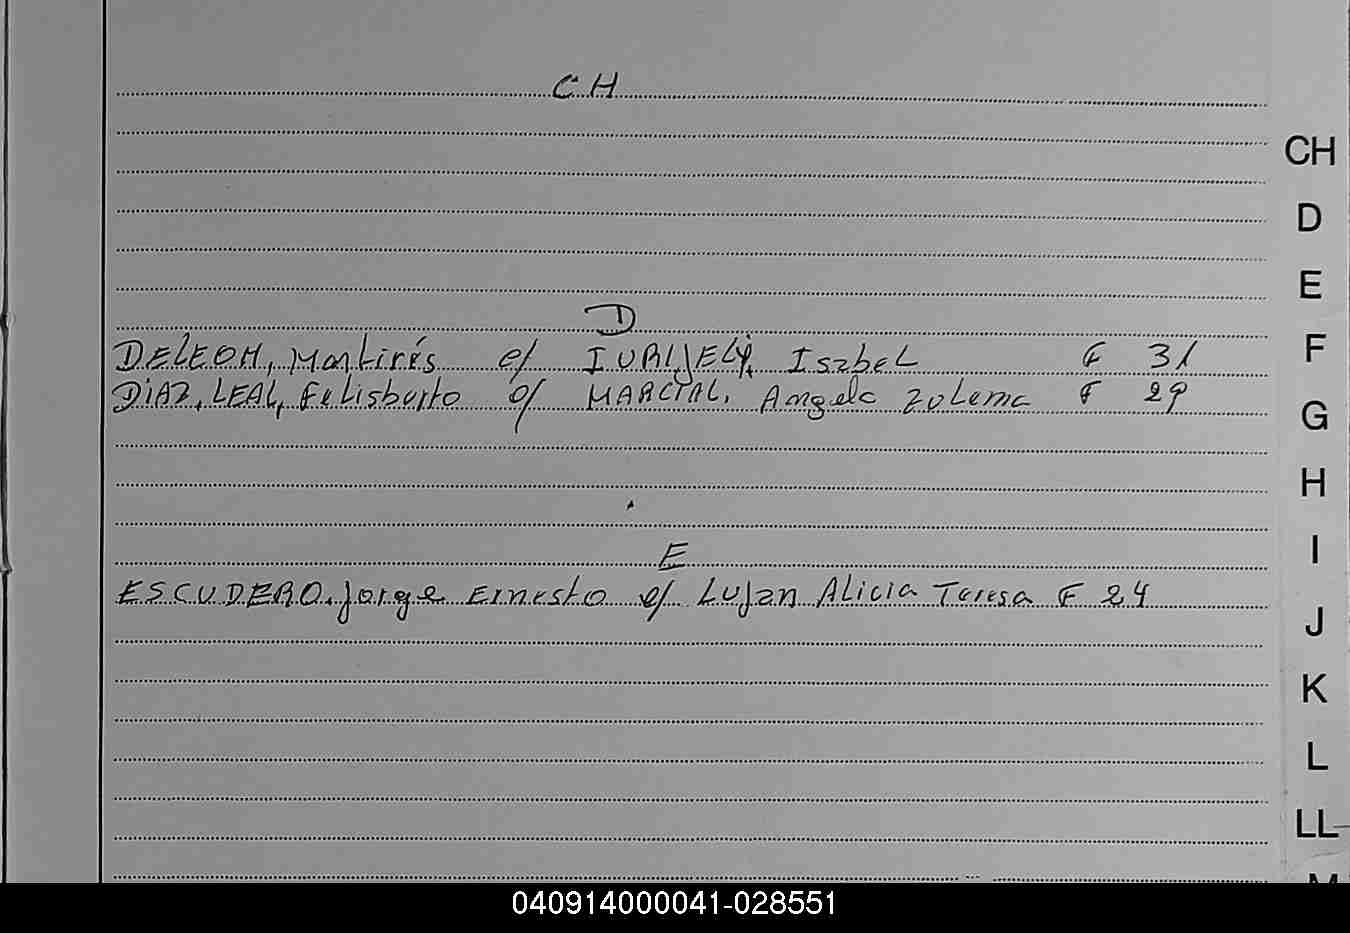 CH
CH
D
E
D
F
DELEON, Martirés c/ Isabel F 31
DIAZ, LEAL, Felisberto c/ MARCIAL, Angela Zulema F 29
G
H
E
I
ESCUDERO, Jorge Ernesto c/ Lujan Alicia Teresa F 24
J
K
L
LL
M
040914000041-028551